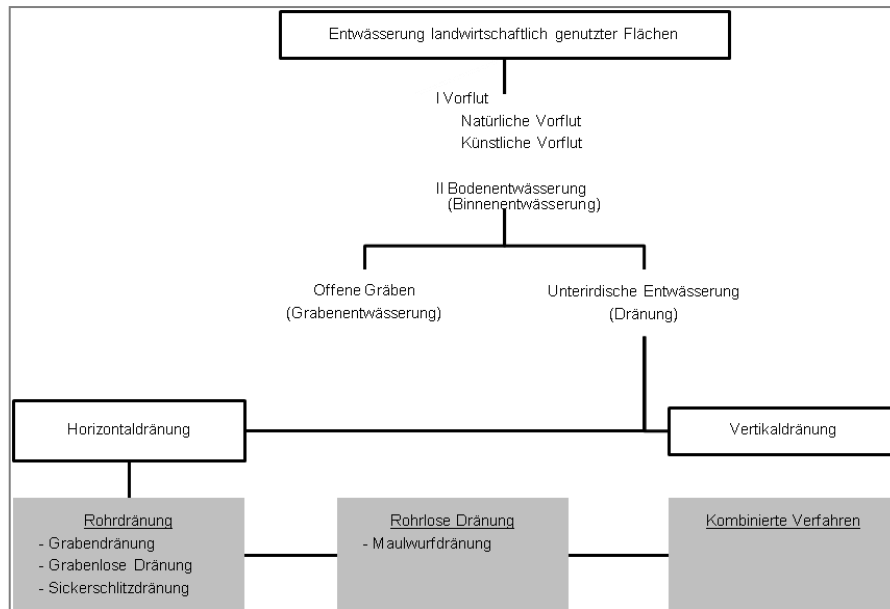 Entwässerung landwirtschaftlich genutzter Flächen
I Vorflut
Natürliche Vorflut
Künstliche Vorflut
II Bodenentwässerung
(Binnenentwässerung)
Offene Gräben
(Grabenentwässerung)
Unterirdische Entwässerung
(Dränung)
Horizontaldränung
Vertikaldränung
Rohrdränung
- Grabendränung
- Grabenlose Dränung
- Sickerschlitzdränung
Rohrlose Dränung
- Maulwurfdränung
Kombinierte Verfahren